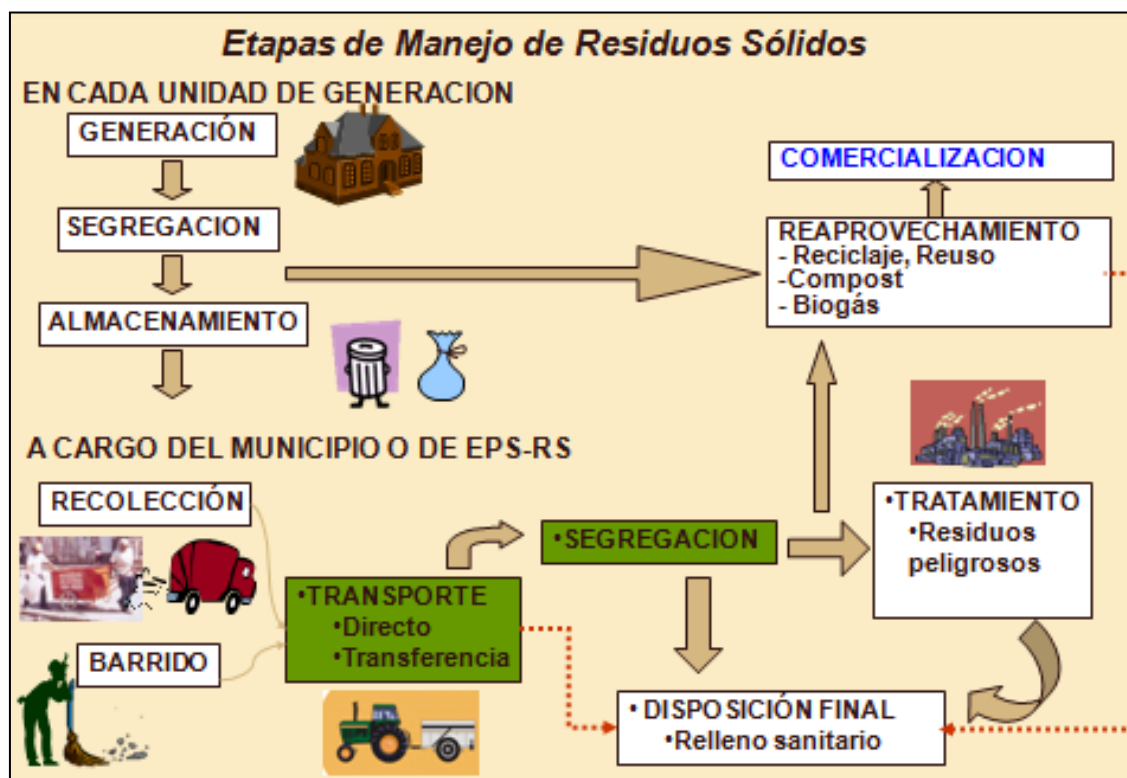 Etapas de Manejo de Residuos Sólidos
EN CADA UNIDAD DE GENERACION
GENERACIÓN
SEGREGACION
ALMACENAMIENTO
COMERCIALIZACION
REAPROVECHAMIENTO
- Reciclaje, Reuso
-Compost
- Biogás
A CARGO DEL MUNICIPIO O DE EPS-RS
RECOLECCIÓN
BARRIDO
•TRANSPORTE
•Directo
•Transferencia
•SEGREGACION
•TRATAMIENTO
•Residuos
peligrosos
• DISPOSICIÓN FINAL
•Relleno sanitario